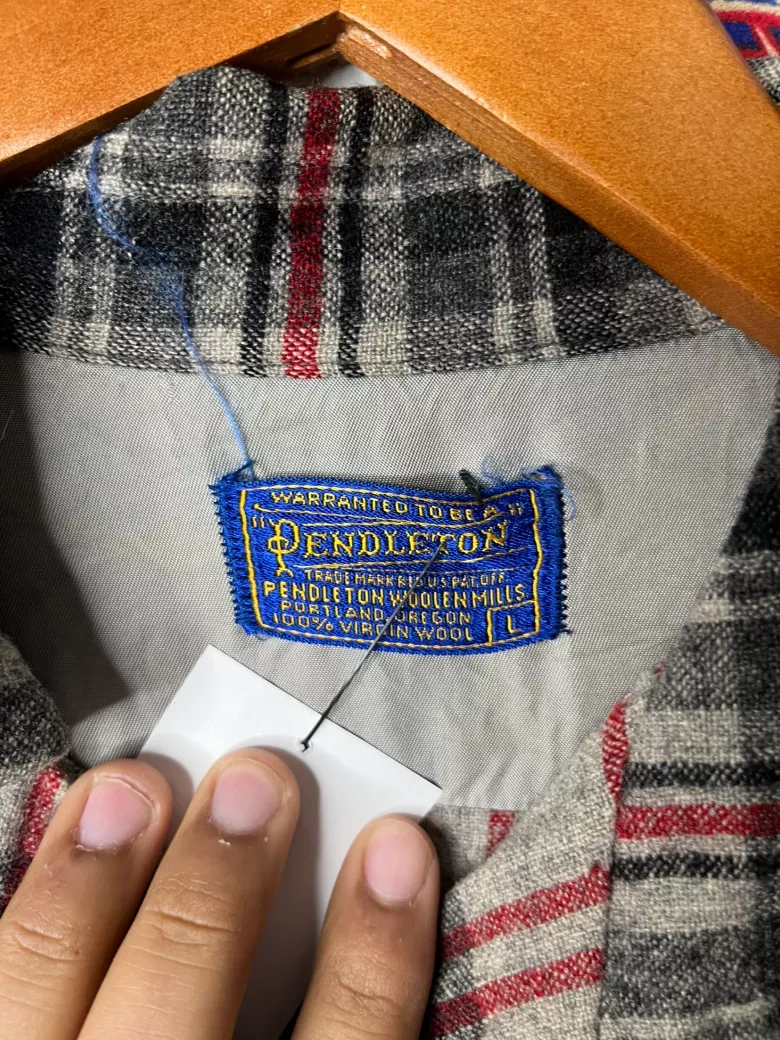 WARRANTED TO BE A
"PENDLETON"
TRADE MARK REG U.S. PAT. OFF.
PENDLETON WOOLEN MILLS
PORTLAND, OREGON
100% VIRGIN WOOL L